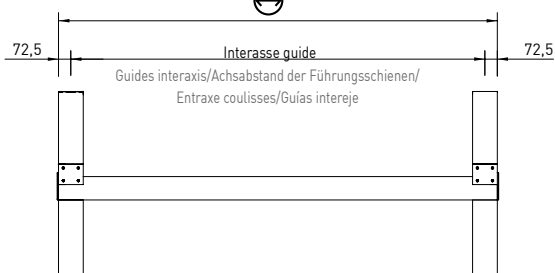 72,5
Interasse guide
72,5
Guides interaxis/Achsabstand der Führungsschienen/
Entraxe coulisses/Guías intereje